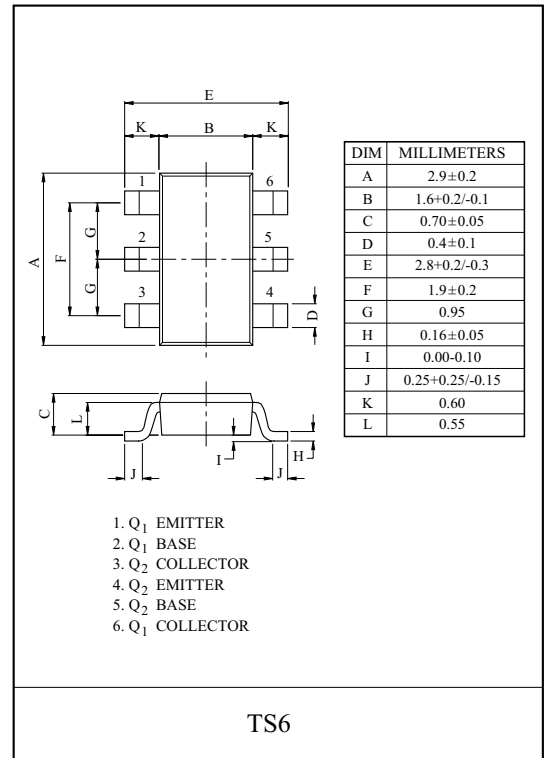 E
K B K
1 6
2 5
3 4
A
F
G
G
D
C
L
I
H
J
J
DIM MILLIMETERS
A 2.9±0.2
B 1.6+0.2/-0.1
C 0.70±0.05
D 0.4±0.1
E 2.8+0.2/-0.3
F 1.9±0.2
G 0.95
H 0.16±0.05
I 0.00-0.10
J 0.25+0.25/-0.15
K 0.60
L 0.55
1. Q1 EMITTER
2. Q1 BASE
3. Q2 COLLECTOR
4. Q2 EMITTER
5. Q2 BASE
6. Q1 COLLECTOR
TS6